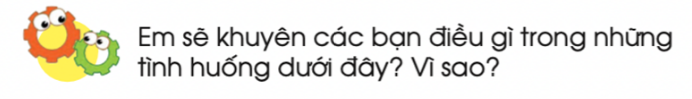 Em sẽ khuyên các bạn điều gì trong những
tình huống dưới đây? Vì sao?